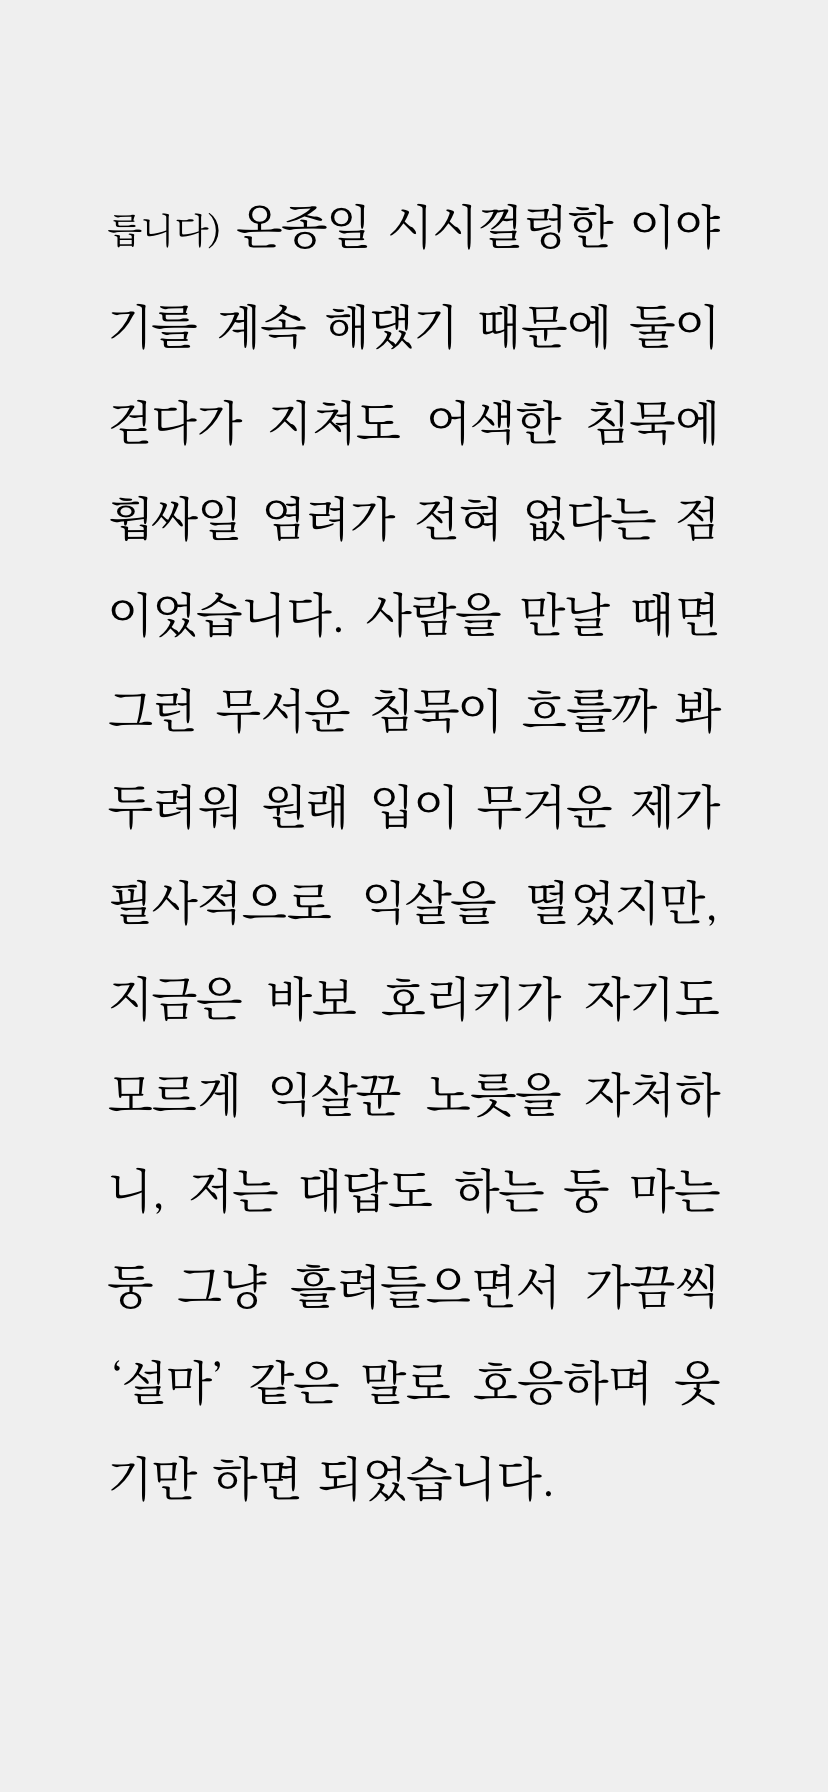 릅니다) 온종일 시시껄렁한 이야
기를 계속 해댔기 때문에 둘이
걷다가 지쳐도 어색한 침묵에
휩싸일 염려가 전혀 없다는 점
이었습니다. 사람을 만날 때면
그런 무서운 침묵이 흐를까 봐
두려워 원래 입이 무거운 제가
필사적으로 익살을 떨었지만,
지금은 바보 호리키가 자기도
모르게 익살꾼 노릇을 자처하
니, 저는 대답도 하는 둥 마는
둥 그냥 흘려들으면서 가끔씩
‘설마’ 같은 말로 호응하며 웃
기만 하면 되었습니다.